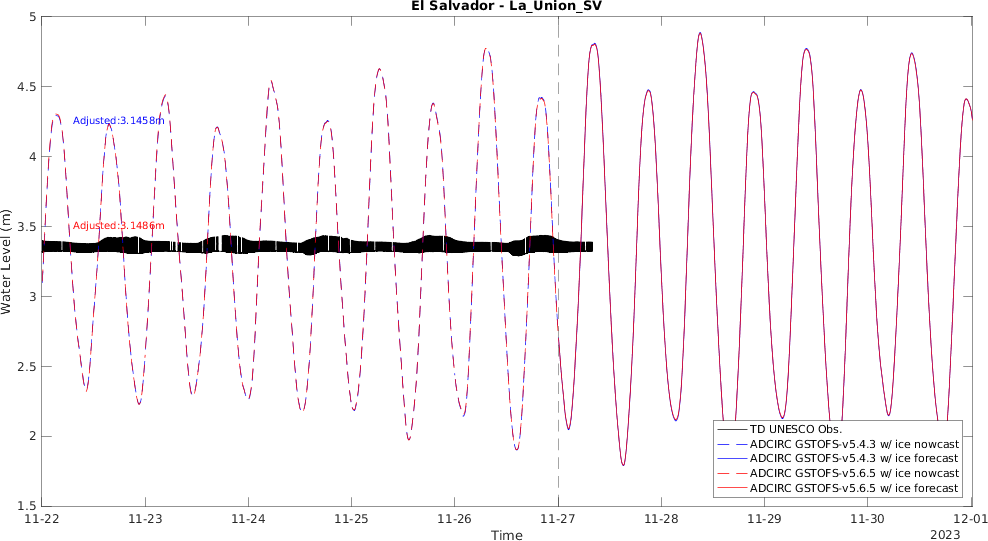 El Salvador - La_Union_SV
5
4.5
4
3.5
3
2.5
2
1.5
Water Level (m)
Adjusted:3.1458m
Adjusted:3.1486m
TD UNESCO Obs.
ADCIRC GSTOFS-v5.4.3 w/ ice nowcast
ADCIRC GSTOFS-v5.4.3 w/ ice forecast
ADCIRC GSTOFS-v5.6.5 w/ ice nowcast
ADCIRC GSTOFS-v5.6.5 w/ ice forecast
11-22 11-23 11-24 11-25 11-26 11-27 11-28 11-29 11-30 12-01
Time
2023